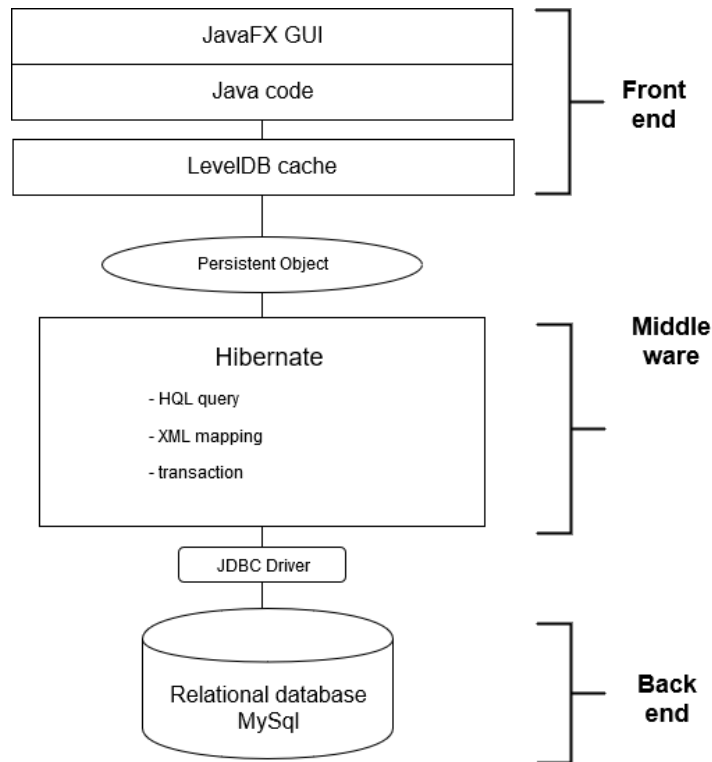 JavaFX GUI
Java code
LevelDB cache
Front
end
Persistent Object
Hibernate
- HQL query
- XML mapping
- transaction
Middle
ware
JDBC Driver
Relational database
MySql
Back
end